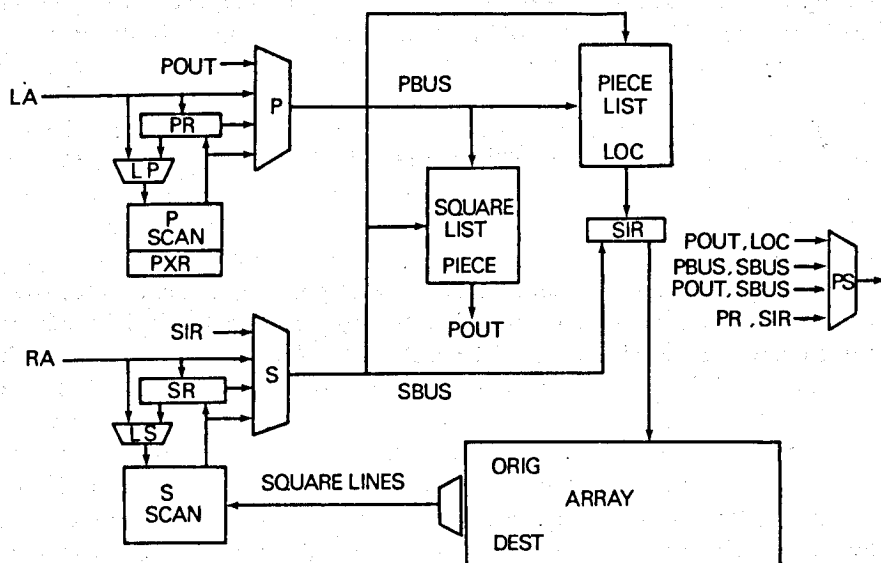 POUT
LA
PR
LP
P
SCAN
PXR
P
PBUS
PIECE
LIST
LOC
SQUARE
LIST
PIECE
POUT
SIR
POUT, LOC
PBUS, SBUS
POUT, SBUS
PR, SIR
PS
SIR
RA
SR
LS
S
SCAN
S
SBUS
SQUARE LINES
ORIG
ARRAY
DEST